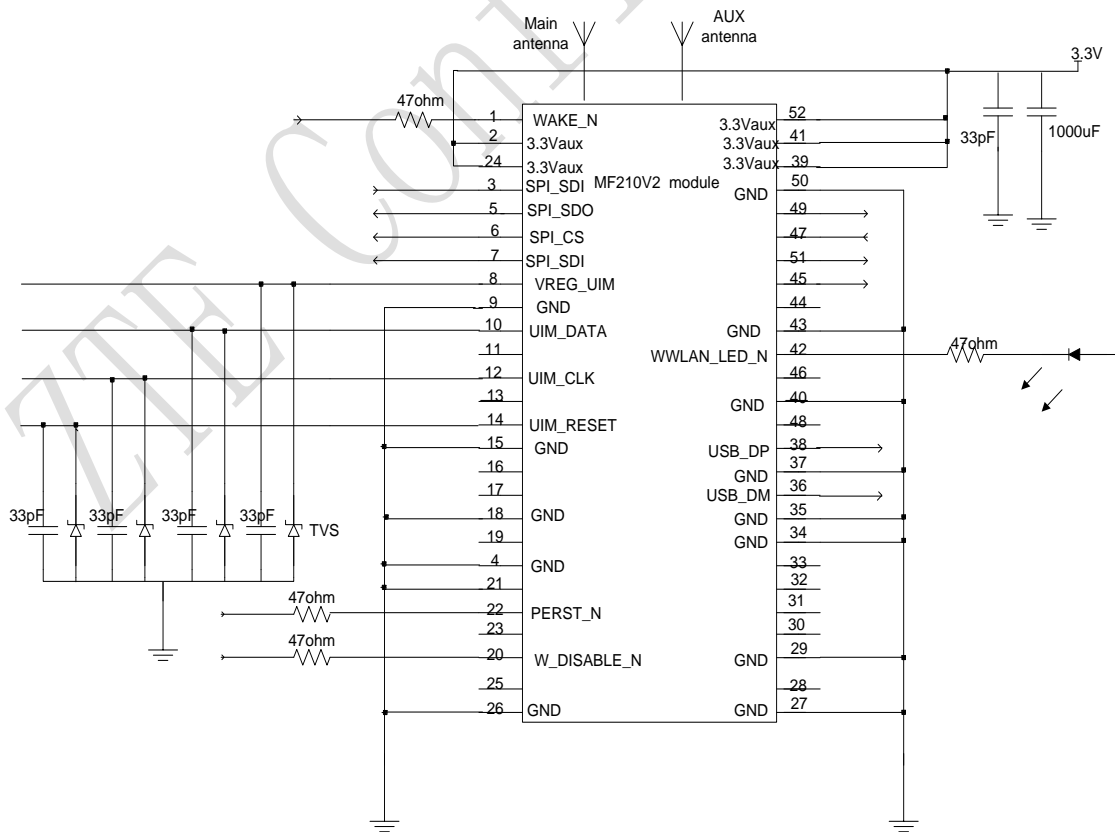 Main
antenna
AUX
antenna
3.3V
47ohm
33pF
1000uF
1 WAKE_N
2 3.3Vaux
24 3.3Vaux
3 SPI_SDI
5 SPI_SDO
6 SPI_CS
7 SPI_SDI
8 VREG_UIM
9 GND
10 UIM_DATA
11
12 UIM_CLK
13
14 UIM_RESET
15 GND
16
17
18 GND
19
4 GND
21
22 PERST_N
23
20 W_DISABLE_N
25
26 GND
MF210V2 module
3.3Vaux 52
3.3Vaux 41
3.3Vaux 39
GND 50
49
47
51
45
44
GND 43
WWLAN_LED_N 42
46
GND 40
48
USB_DP 38
GND 37
USB_DM 36
GND 35
GND 34
33
32
31
30
GND 29
28
GND 27
47ohm
33pF 33pF 33pF 33pF TVS
47ohm
47ohm
ZTE Con